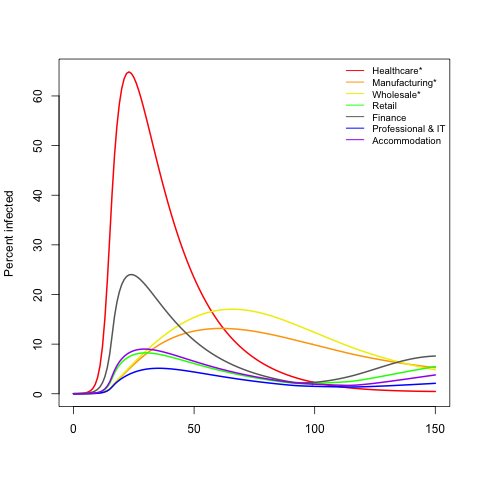 Healthcare*
Manufacturing*
Wholesale*
Retail
Finance
Professional & IT
Accommodation
Percent infected
60
50
40
30
20
10
0
0 50 100 150